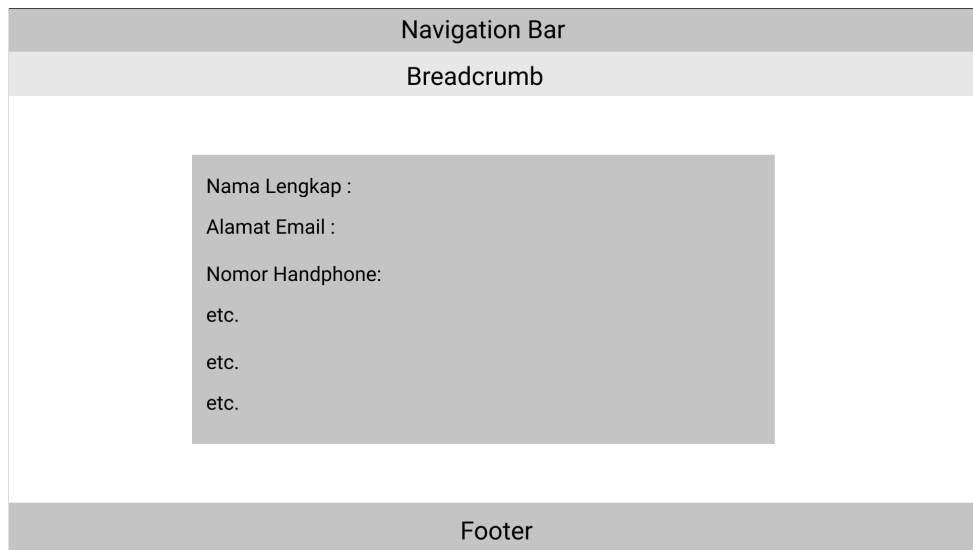 Navigation Bar
Breadcrumb
Nama Lengkap :
Alamat Email :
Nomor Handphone:
etc.
etc.
etc.
Footer